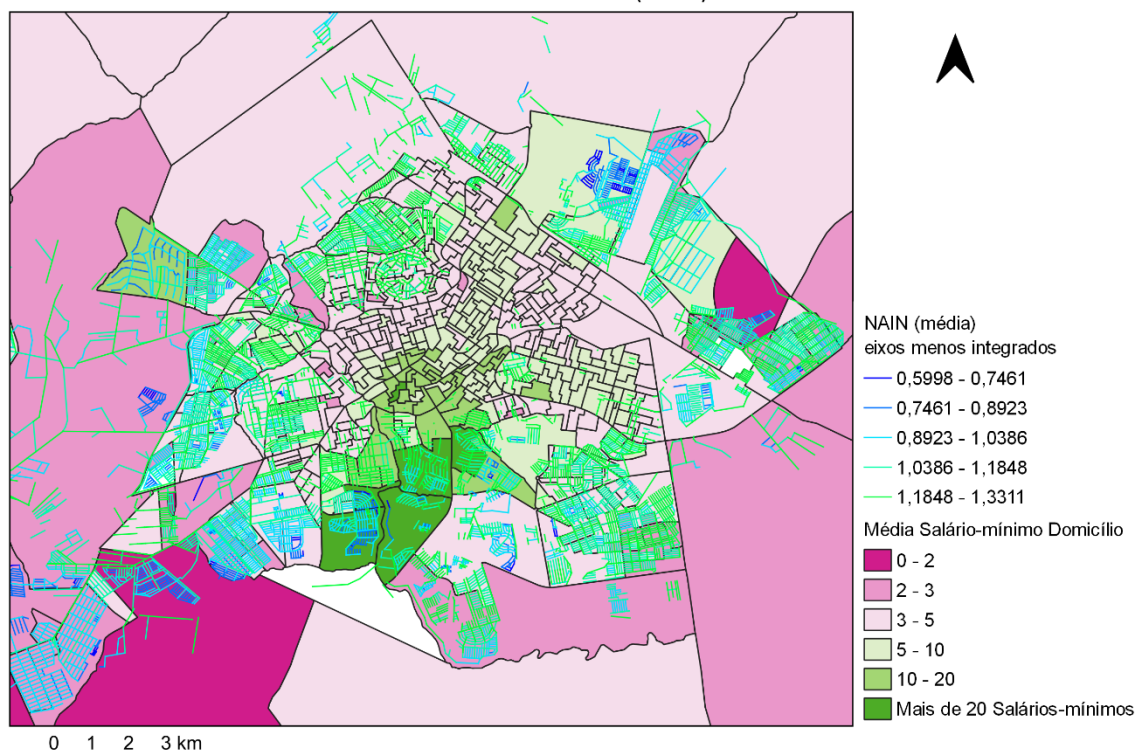 NAIN (média)
eixos menos integrados
0,5998 - 0,7461
0,7461 - 0,8923
0,8923 - 1,0386
1,0386 - 1,1848
1,1848 - 1,3311
Média Salário-mínimo Domicílio
0 - 2
2 - 3
3 - 5
5 - 10
10 - 20
Mais de 20 Salários-mínimos
0 1 2 3 km